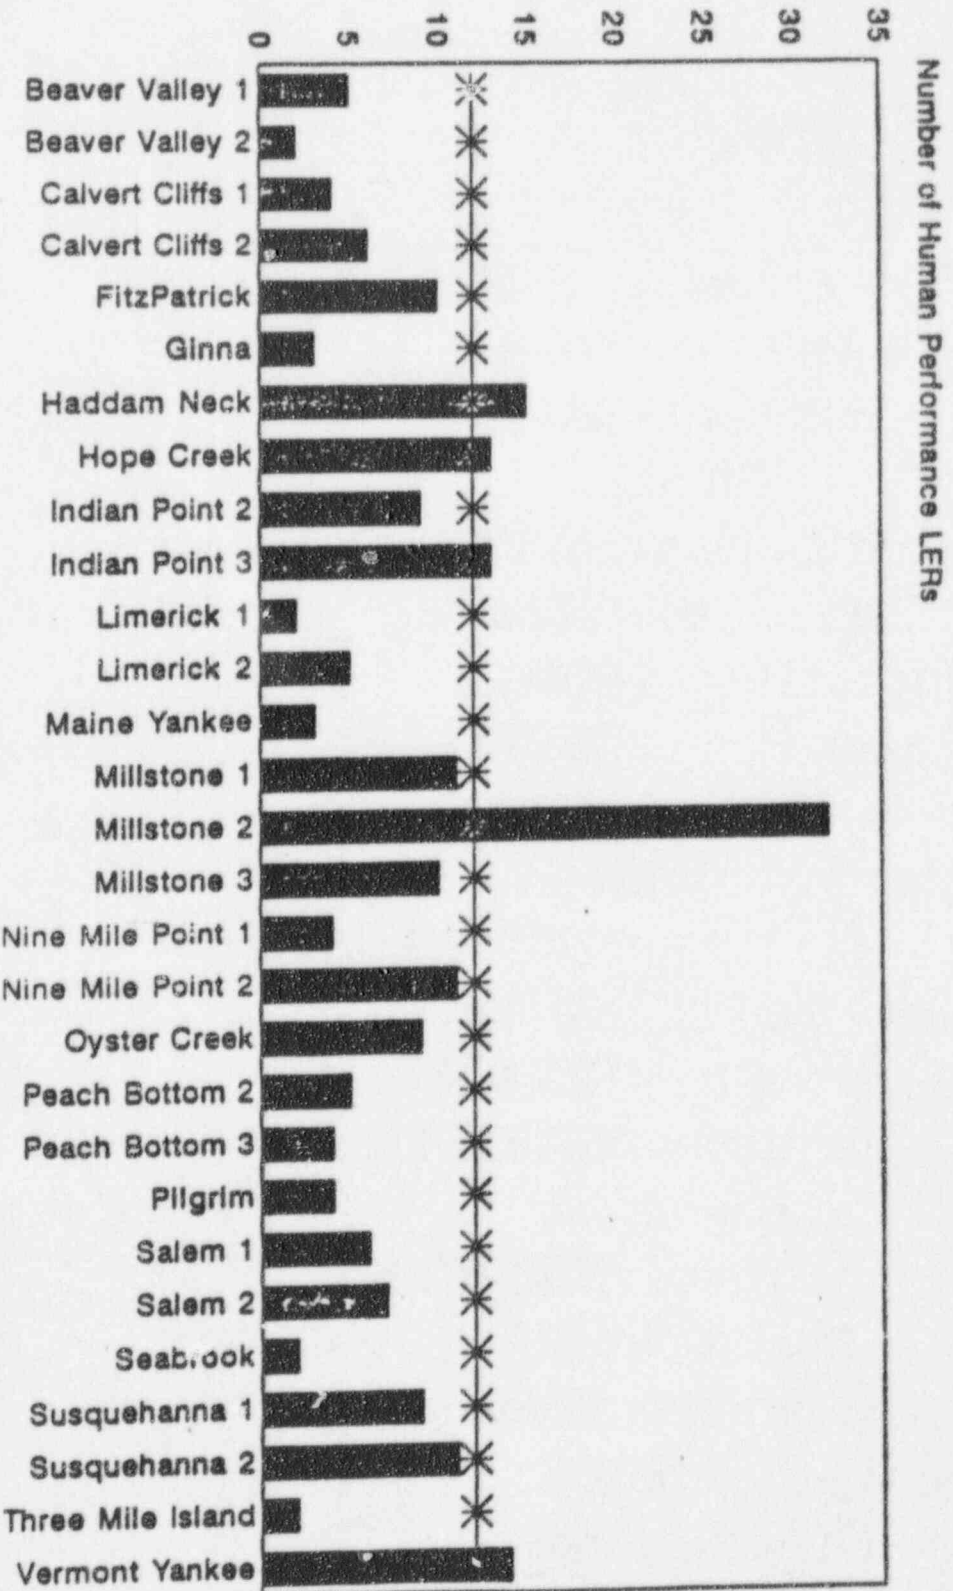 Number of Human Performance LERs
0 5 10 15 20 25 30 35
Beaver Valley 1
Beaver Valley 2
Calvert Cliffs 1
Calvert Cliffs 2
FitzPatrick
Ginna
Haddam Neck
Hope Creek
Indian Point 2
Indian Point 3
Limerick 1
Limerick 2
Maine Yankee
Millstone 1
Millstone 2
Millstone 3
Nine Mile Point 1
Nine Mile Point 2
Oyster Creek
Peach Bottom 2
Peach Bottom 3
Pilgrim
Salem 1
Salem 2
Seabrook
Susquehanna 1
Susquehanna 2
Three Mile Island
Vermont Yankee